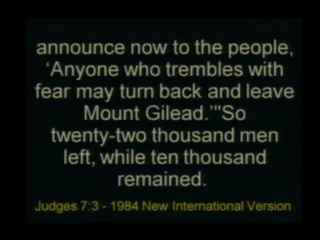 announce now to the people,
‘Anyone who trembles with
fear may turn back and leave
Mount Gilead.’"So
twenty-two thousand men
left, while ten thousand
remained.
Judges 7:3 - 1984 New International Version